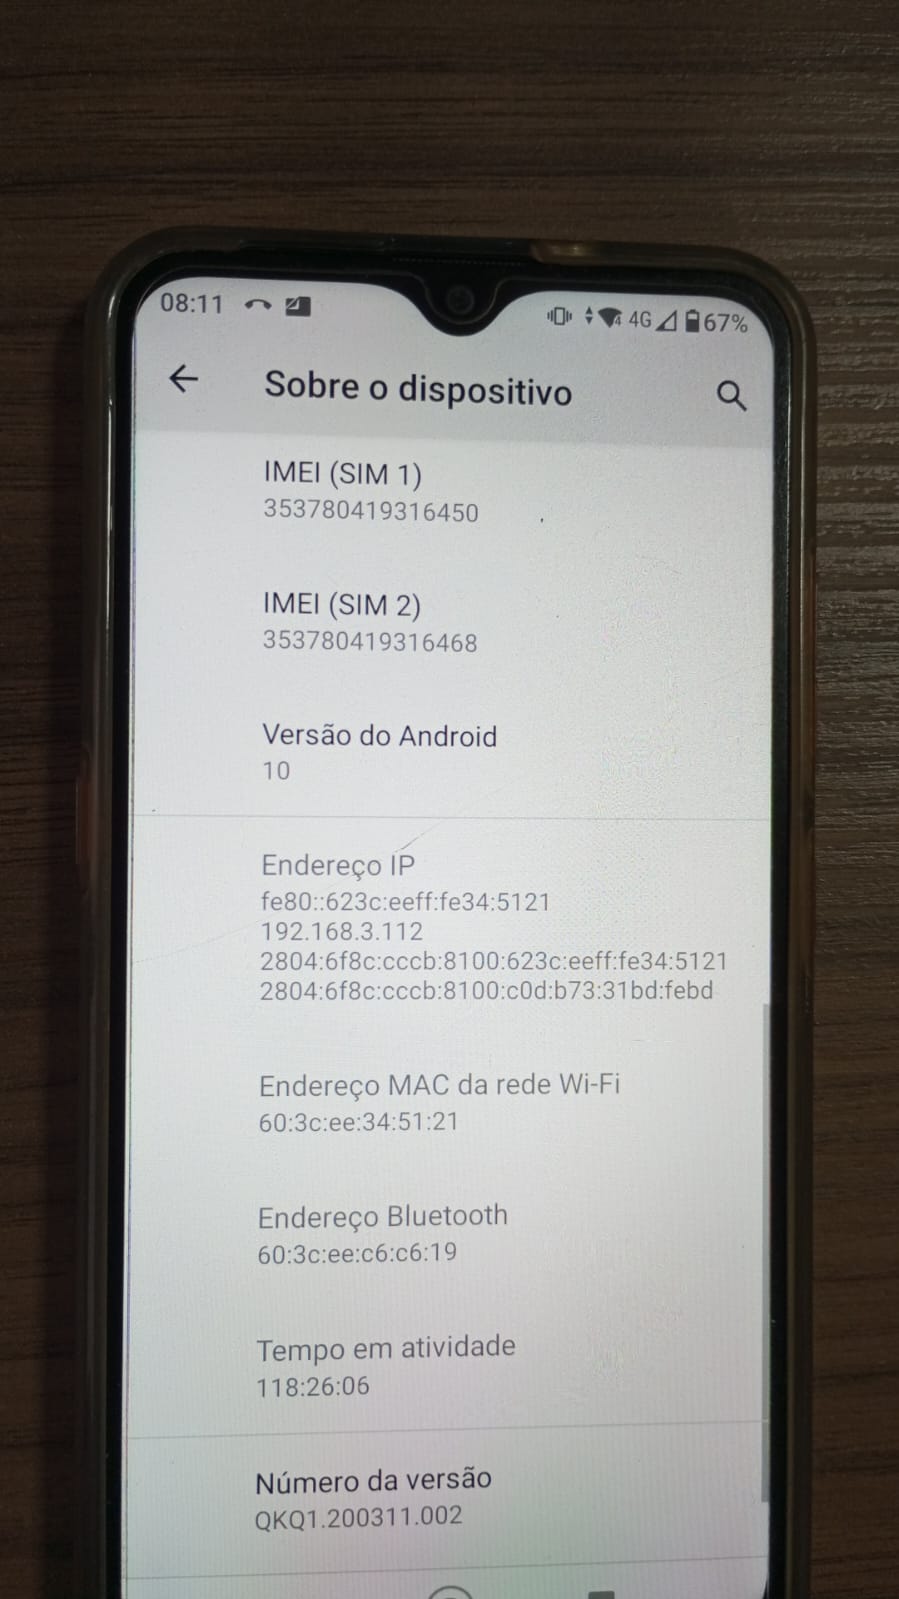 08:11 4G 67%
Sobre o dispositivo
IMEI (SIM 1)
353780419316450
IMEI (SIM 2)
353780419316468
Versão do Android
10
Endereço IP
fe80::623c:eeff:fe34:5121
192.168.3.112
2804:6f8c:cccb:8100:623c:eeff:fe34:5121
2804:6f8c:cccb:8100:c0d:b73:31bd:febd
Endereço MAC da rede Wi-Fi
60:3c:ee:34:51:21
Endereço Bluetooth
60:3c:ee:c6:c6:19
Tempo em atividade
118:26:06
Número da versão
QKQ1.200311.002